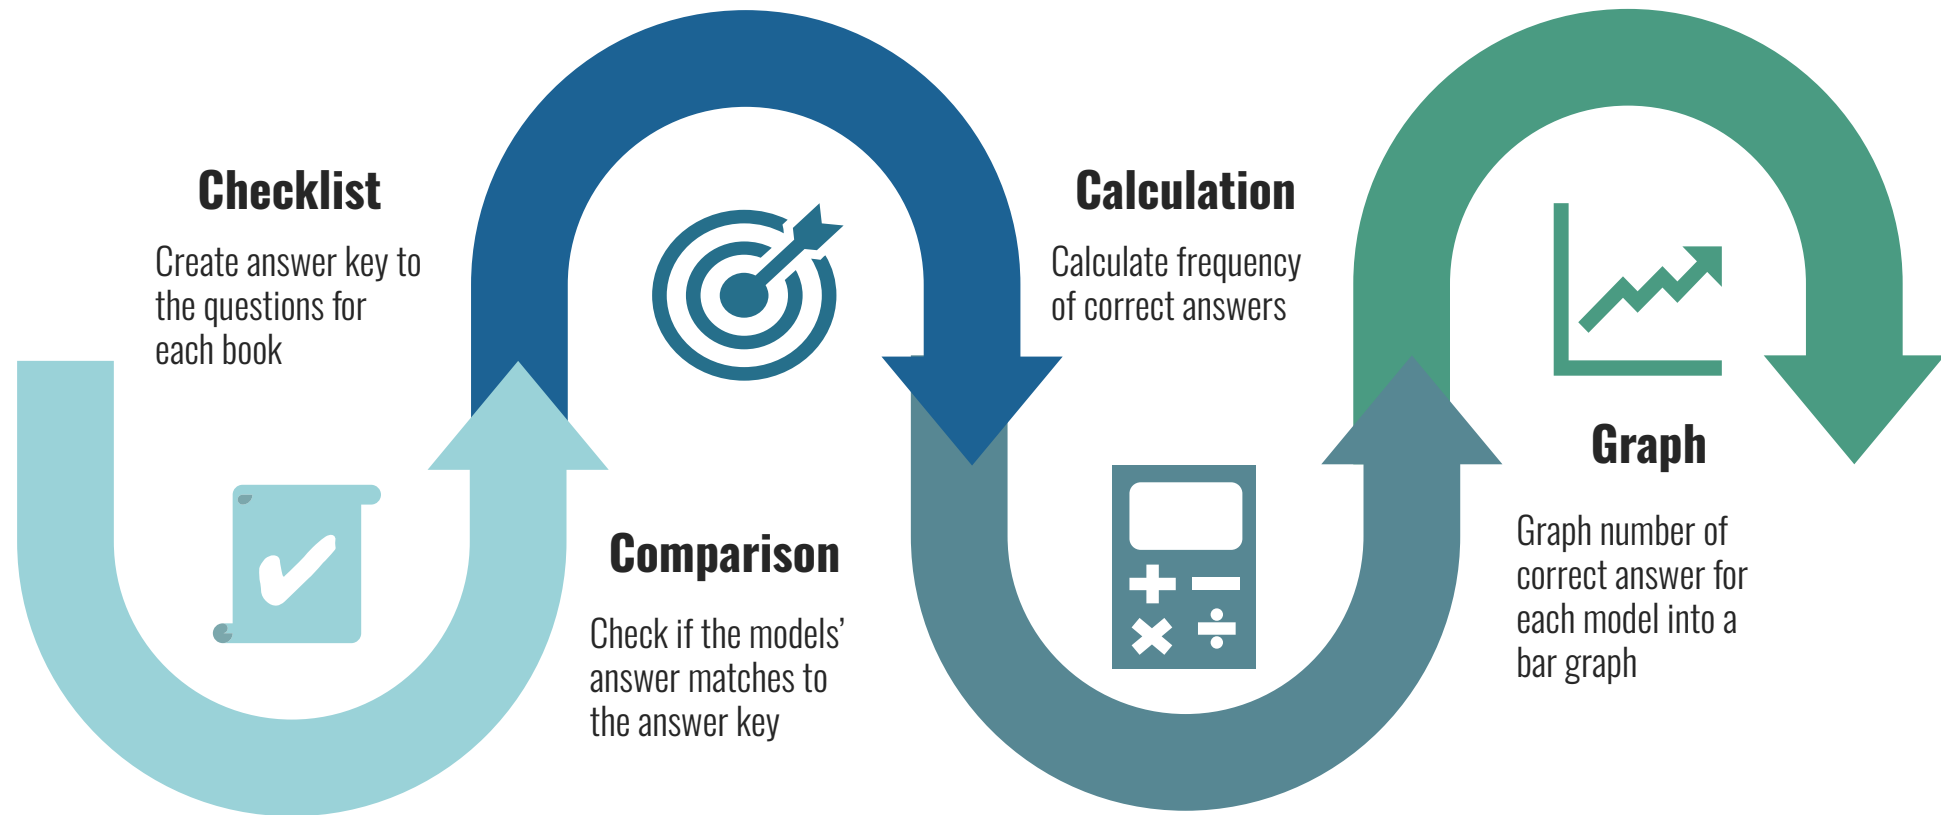 Checklist
Create answer key to
the questions for
each book
Comparison
Check if the models’
answer matches to
the answer key
Calculation
Calculate frequency
of correct answers
Graph
Graph number of
correct answer for
each model into a
bar graph